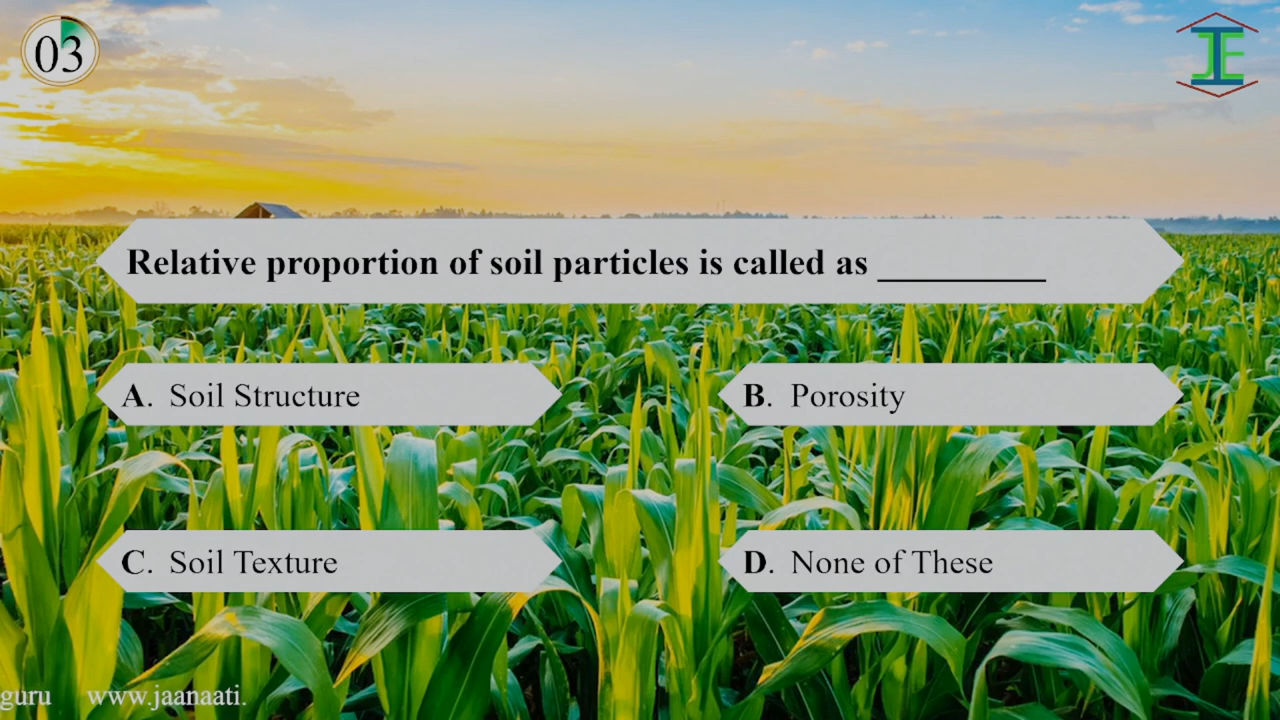 03
JE
Relative proportion of soil particles is called as __________
A. Soil Structure
B. Porosity
C. Soil Texture
D. None of These
guru www.jaanaati.